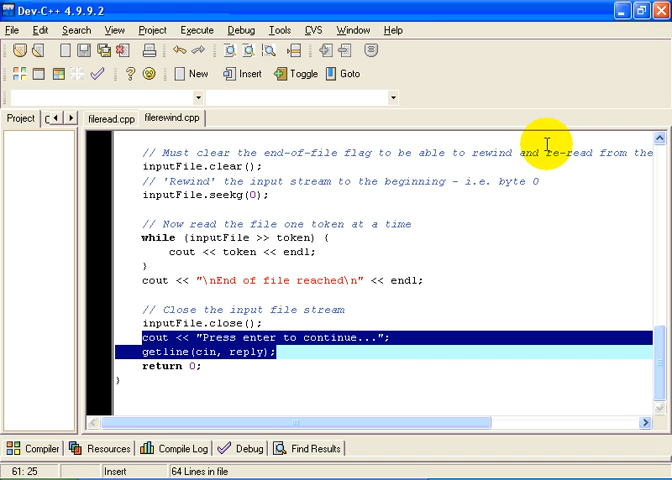 Dev-C++ 4.9.9.2
File Edit Search View Project Execute Debug Tools CVS Window Help
New Insert Toggle Goto
Project C fileread.cpp filerewind.cpp
// Must clear the end-of-file flag to be able to rewind and re-read from the
inputFile.clear();
// 'Rewind' the input stream to the beginning - i.e. byte 0
inputFile.seekg(0);
// Now read the file one token at a time
while (inputFile >> token) {
cout << token << endl;
}
cout << "\nEnd of file reached\n" << endl;
// Close the input file stream
inputFile.close();
cout << "Press enter to continue...";
getline(cin, reply);
return 0;
}
Compiler Resources Compile Log Debug Find Results
61: 25 Insert 64 Lines in file